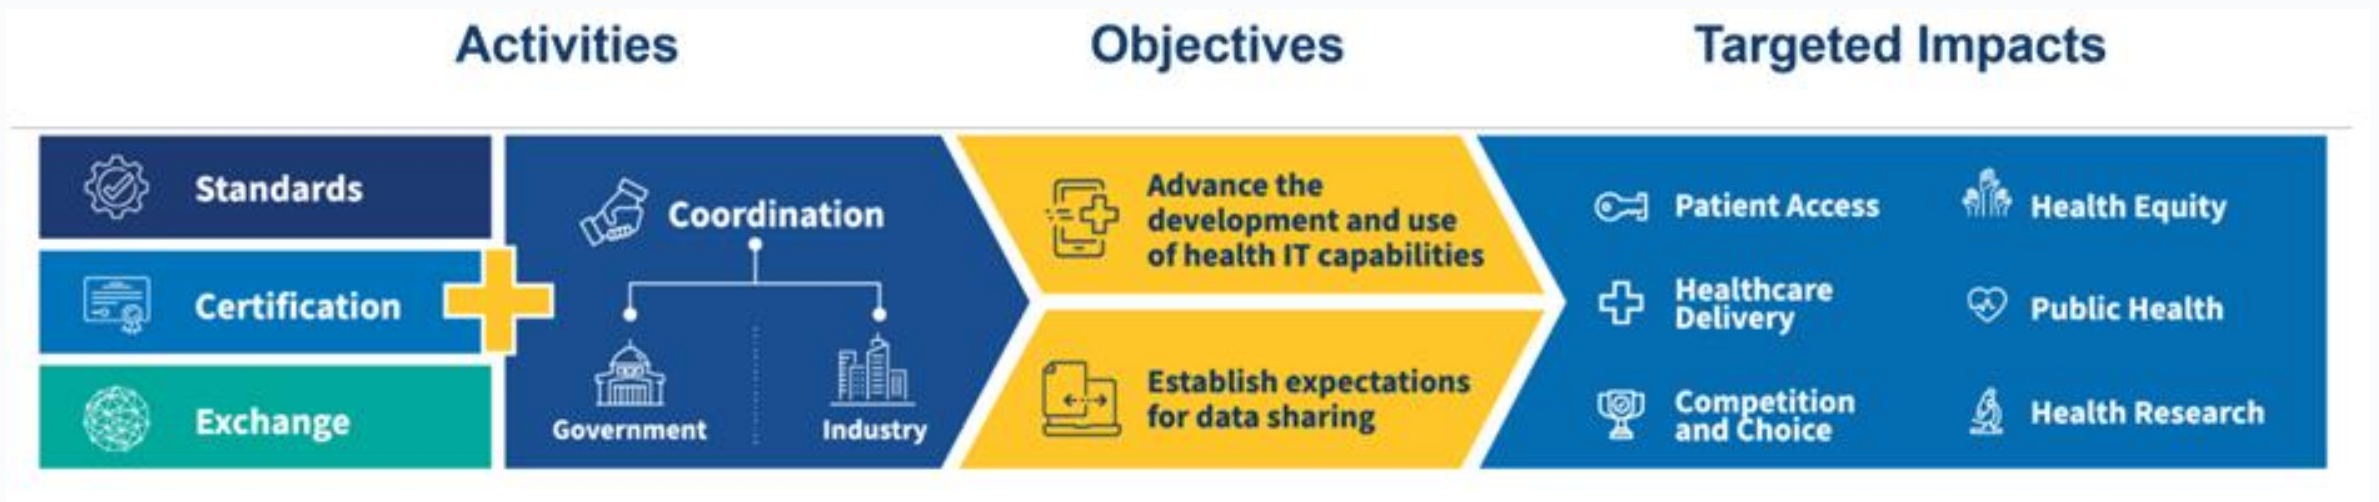 Activities
Objectives
Targeted Impacts
Standards
Certification
Exchange
Coordination
Government
Industry
Advance the
development and use
of health IT capabilities
Establish expectations
for data sharing
Patient Access
Healthcare
Delivery
Competition
and Choice
Health Equity
Public Health
Health Research